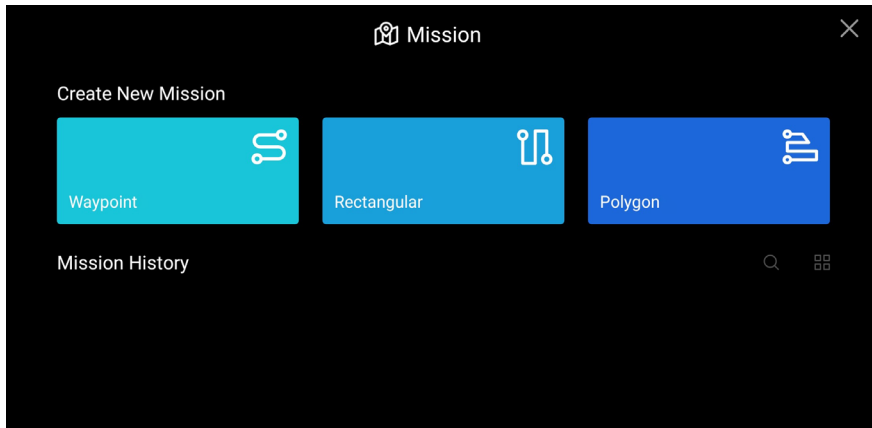 Mission
Create New Mission
Waypoint
Rectangular
Polygon
Mission History